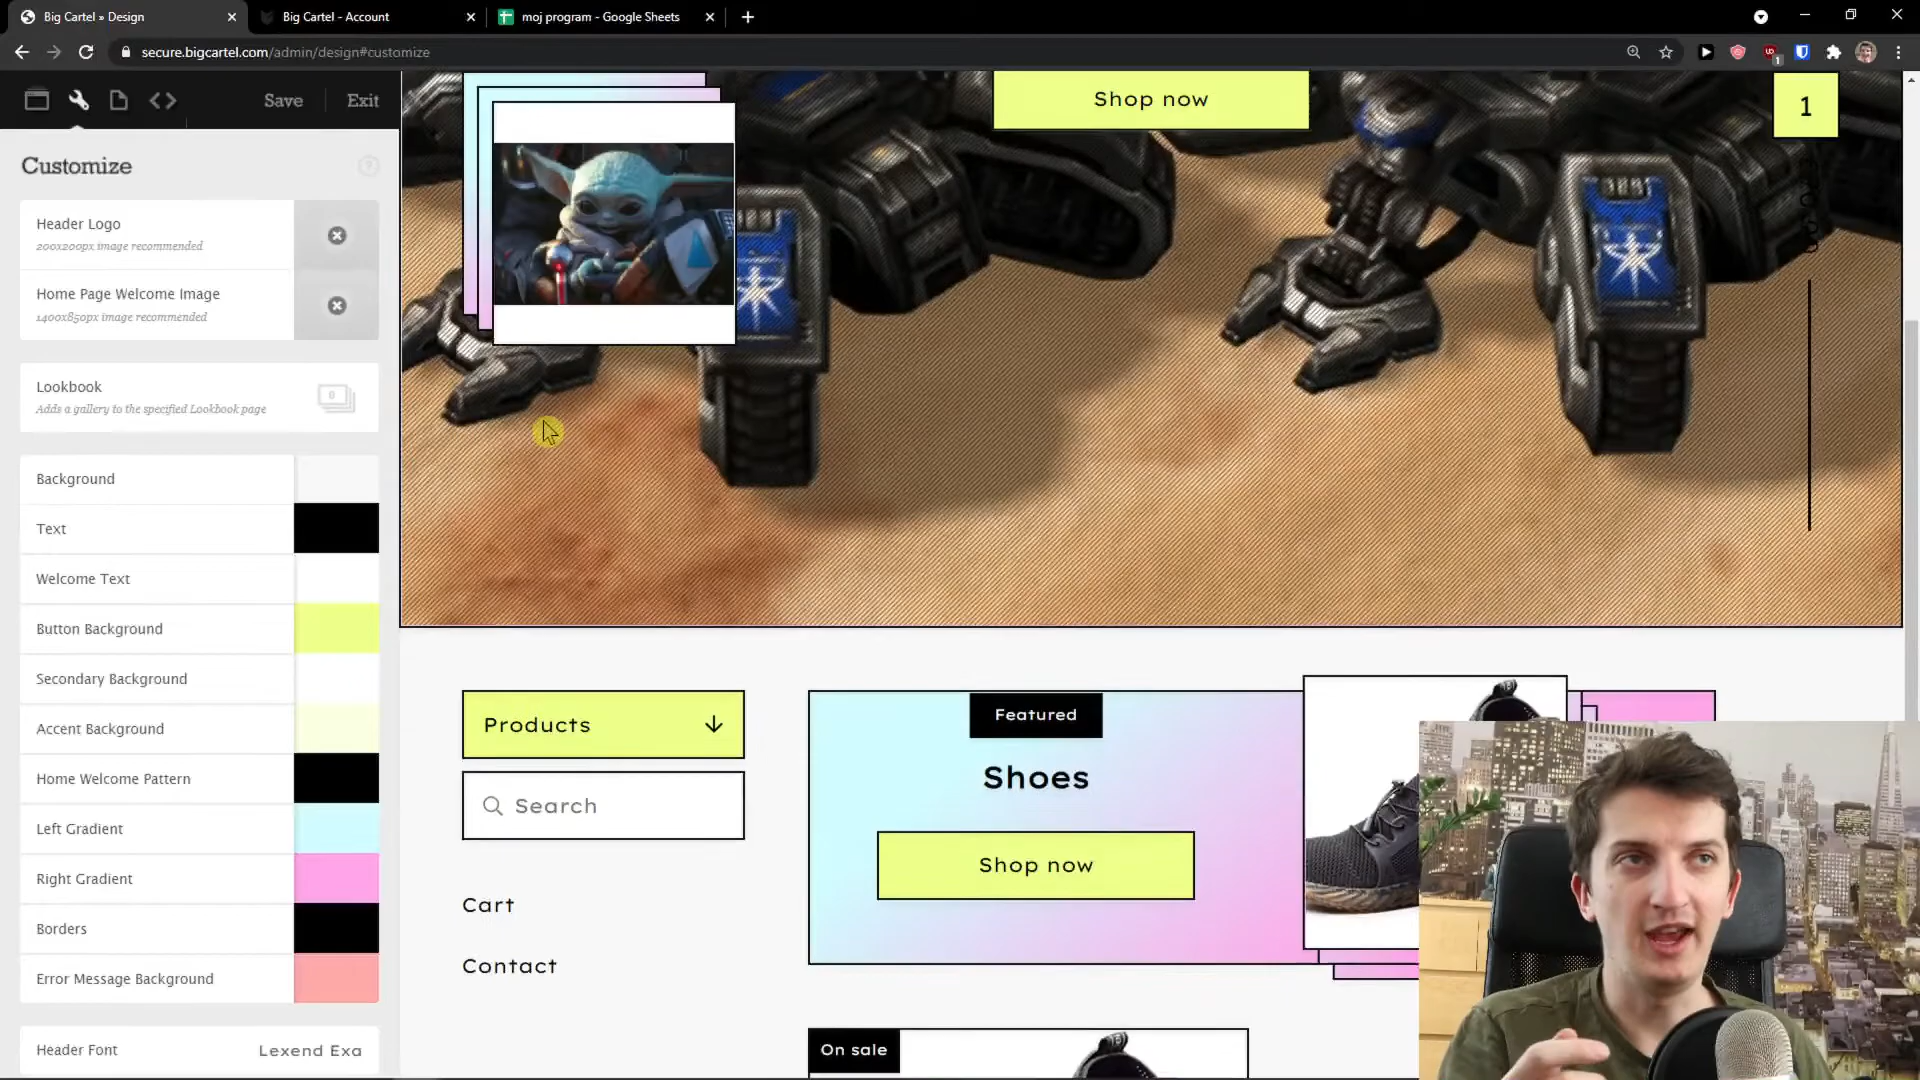 Big Cartel » Design
Big Cartel - Account
moj program - Google Sheets
secure.bigcartel.com/admin/design#customize
Save
Exit
Customize
Header Logo
200x200px image recommended
Home Page Welcome Image
1400x850px image recommended
Lookbook
Adds a gallery to the specified Lookbook page
0
Background
Text
Welcome Text
Button Background
Secondary Background
Accent Background
Home Welcome Pattern
Left Gradient
Right Gradient
Borders
Error Message Background
Header Font
Lexend Exa
Shop now
1
Products
Search
Cart
Contact
Featured
Shoes
Shop now
On sale